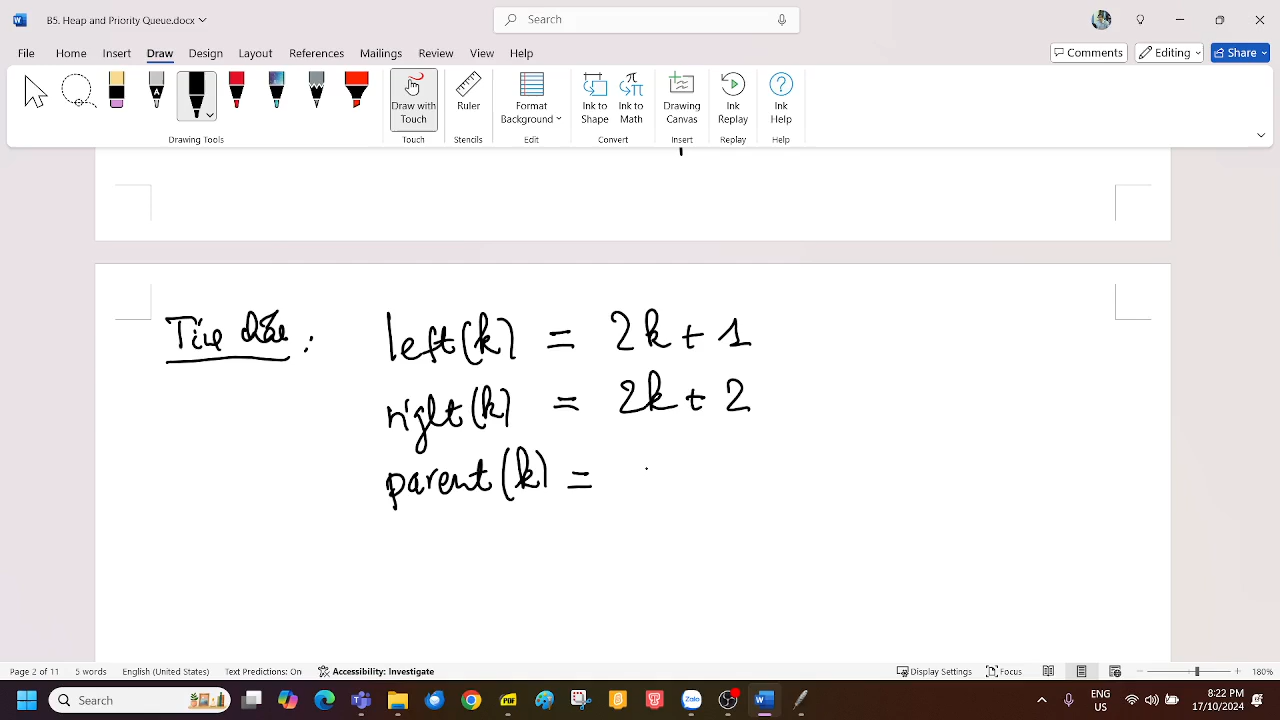 B5. Heap and Priority Queue.docx
Search
File Home Insert Draw Design Layout References Mailings Review View Help
Comments Editing Share
Draw with Touch
Ruler
Format Background
Ink to Shape
Ink to Math
Drawing Canvas
Ink Replay
Ink Help
Drawing Tools Touch Stencils Edit Convert Insert Replay Help
left(k) = 2k + 1
right(k) = 2k + 2
parent(k) =
Page 2 of 11 5 words English (United States) Text Predictions: On Accessibility: Investigate Display Settings Focus 180%
Search
ENG US
8:22 PM
17/10/2024